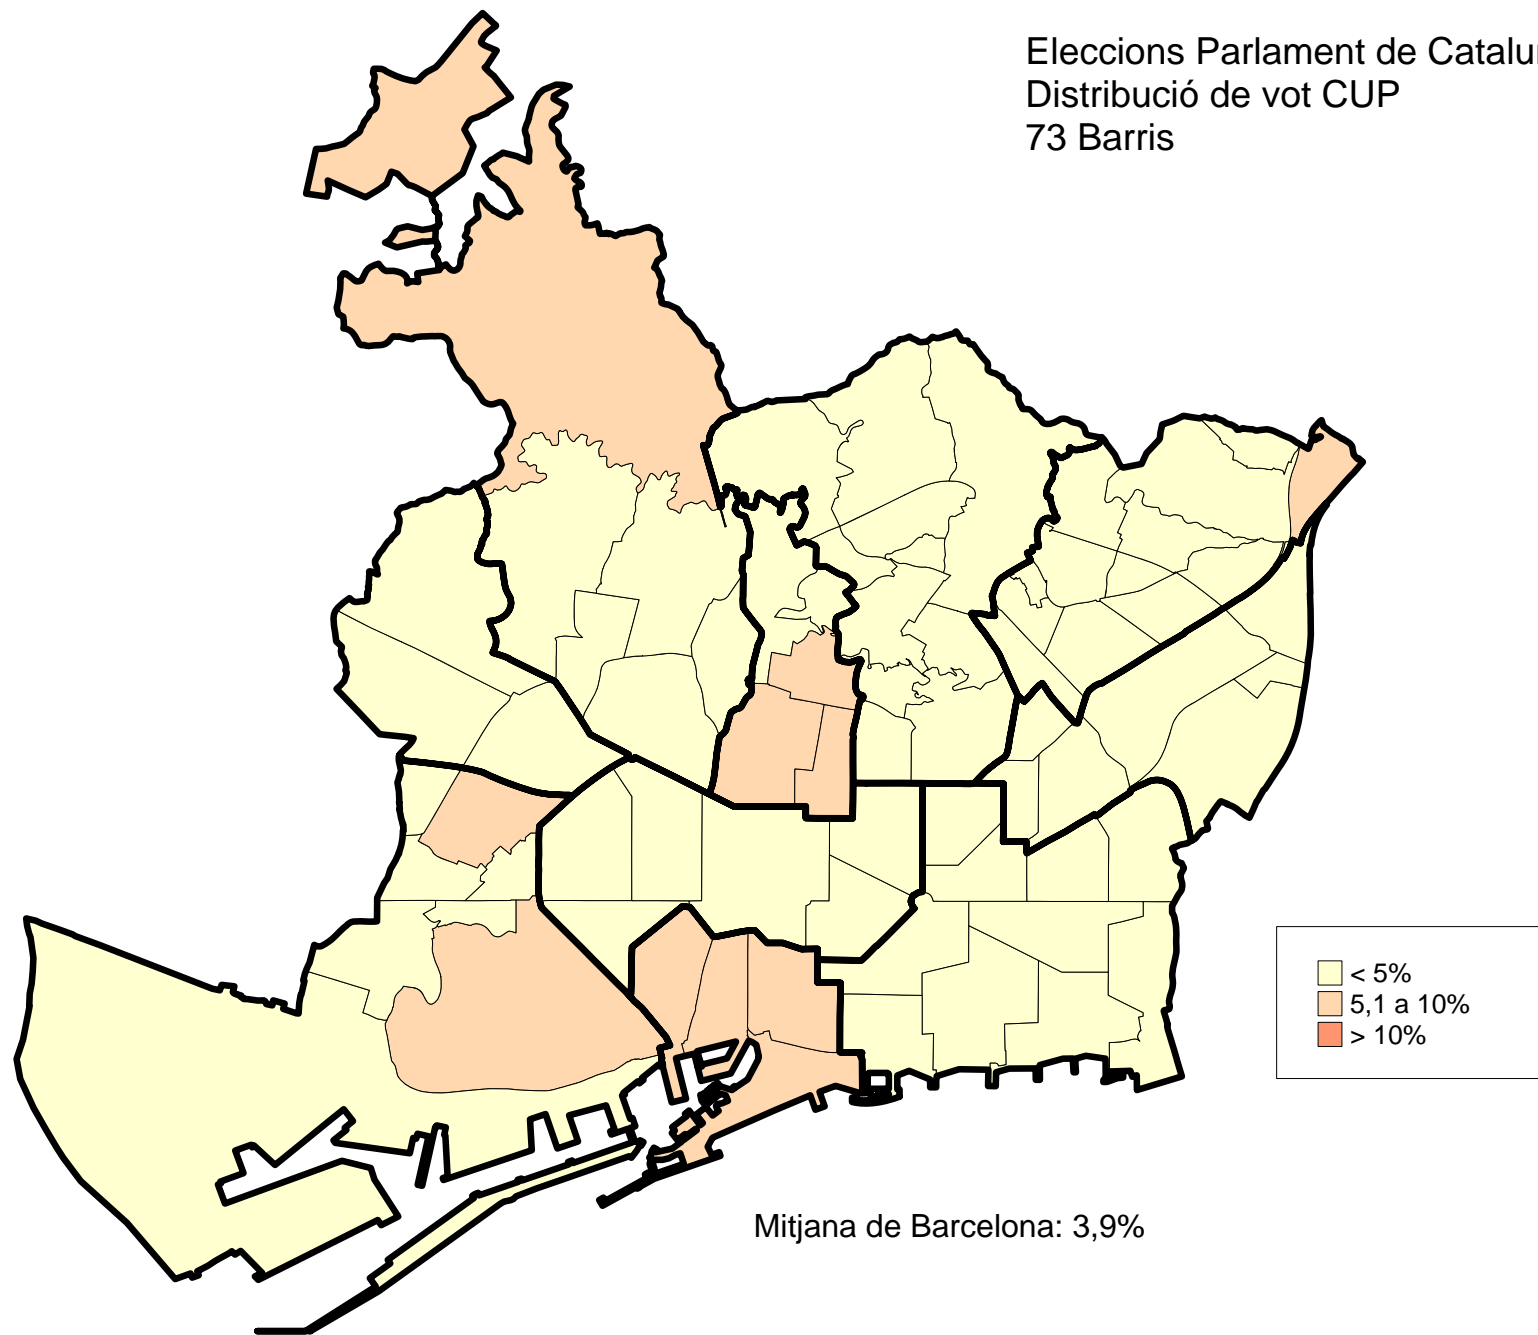 Eleccions Parlament de Catalu
Distribució de vot CUP
73 Barris
< 5%
5,1 a 10%
> 10%
Mitjana de Barcelona: 3,9%